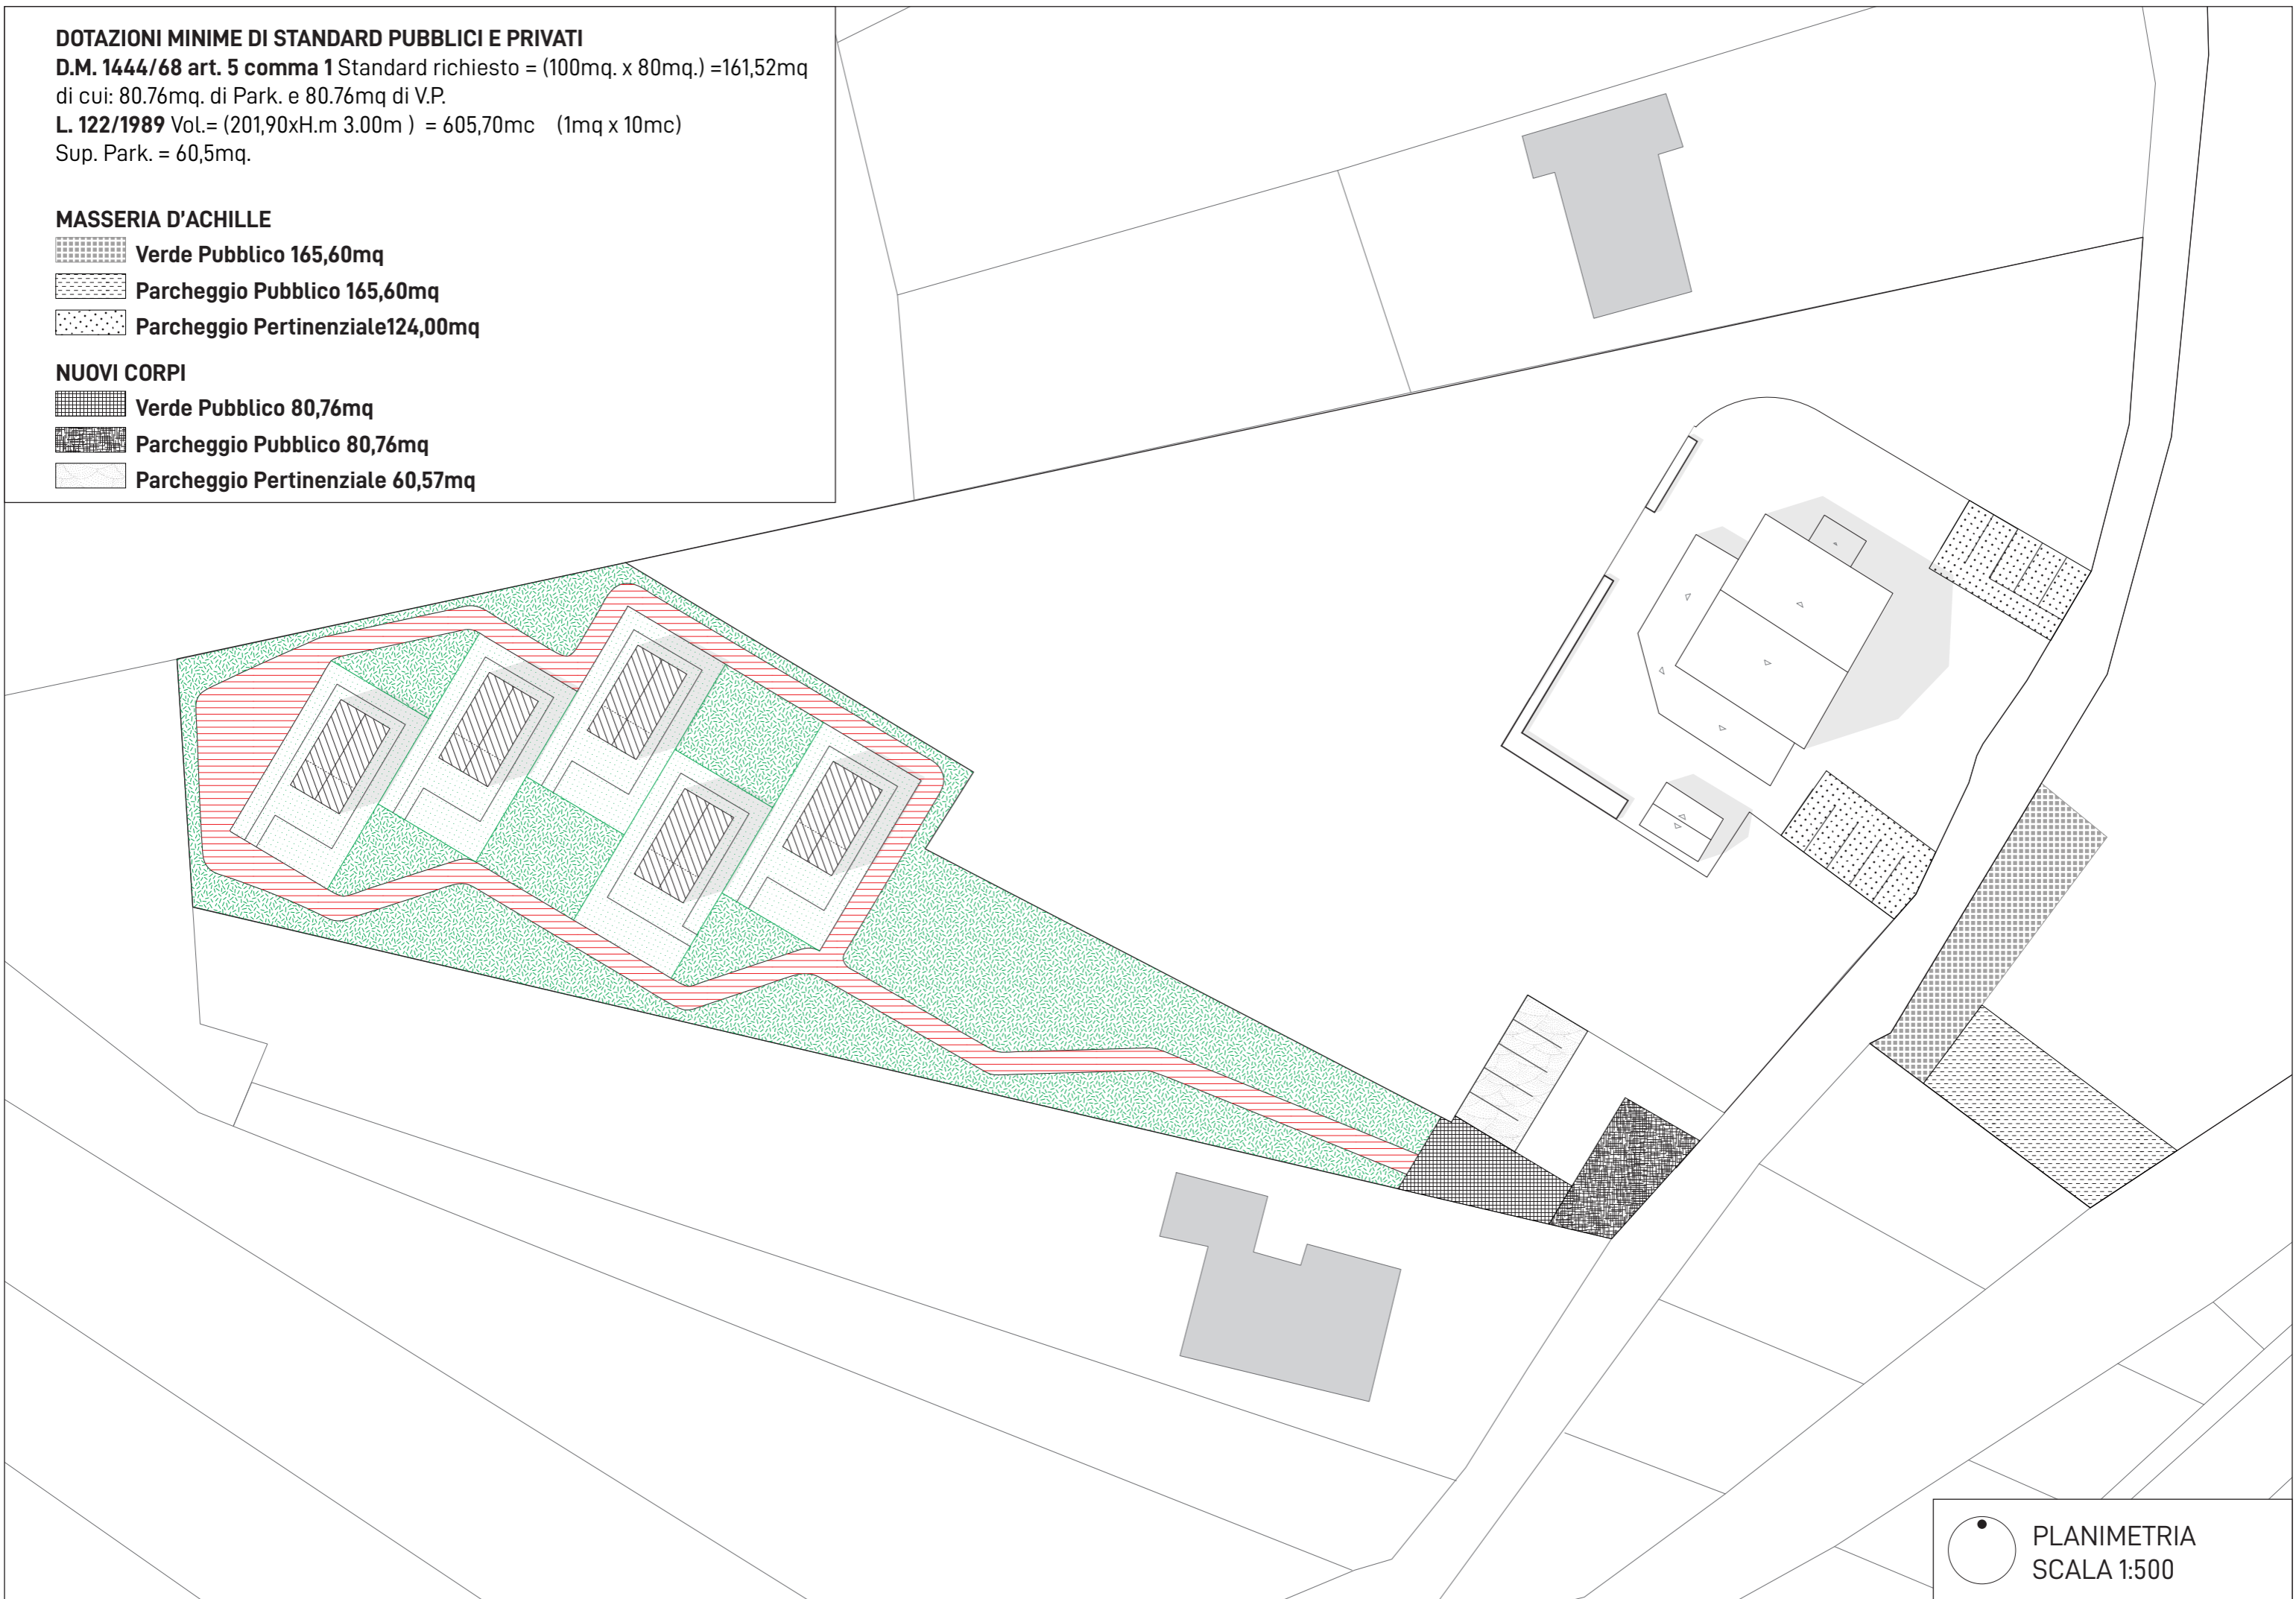 DOTAZIONI MINIME DI STANDARD PUBBLICI E PRIVATI
D.M. 1444/68 art. 5 comma 1 Standard richiesto = (100mq. x 80mq.) =161,52mq
di cui: 80.76mq. di Park. e 80.76mq di V.P.
L. 122/1989 Vol.= (201,90xH.m 3.00m ) = 605,70mc (1mq x 10mc)
Sup. Park. = 60,5mq.
MASSERIA D'ACHILLE
Verde Pubblico 165,60mq
Parcheggio Pubblico 165,60mq
Parcheggio Pertinenziale124,00mq
NUOVI CORPI
Verde Pubblico 80,76mq
Parcheggio Pubblico 80,76mq
Parcheggio Pertinenziale 60,57mq
PLANIMETRIA
SCALA 1:500